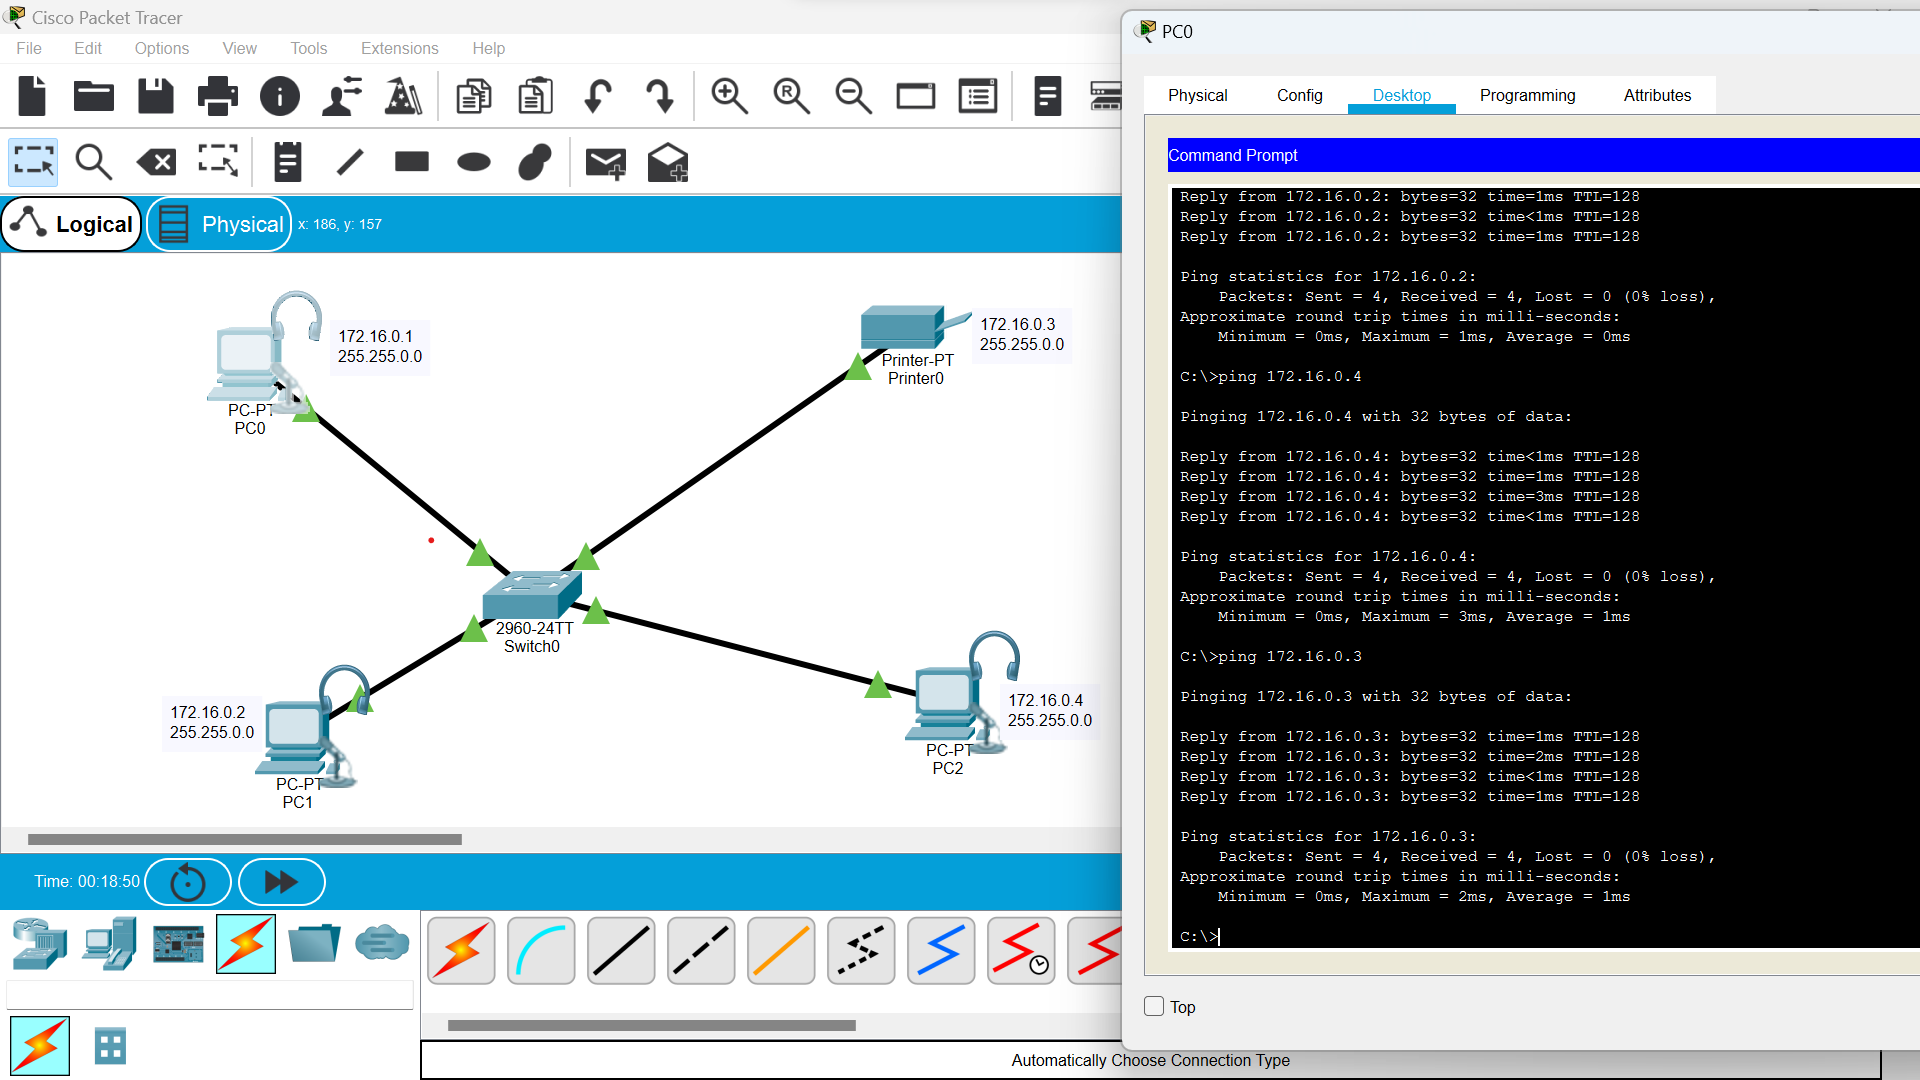 Cisco Packet Tracer
File Edit Options View Tools Extensions Help
Logical Physical x: 186, y: 157
172.16.0.1
255.255.0.0
PC-PT
PC0
172.16.0.3
255.255.0.0
Printer-PT
Printer0
2960-24TT
Switch0
172.16.0.2
255.255.0.0
PC-PT
PC1
172.16.0.4
255.255.0.0
PC-PT
PC2
Time: 00:18:50
Automatically Choose Connection Type
PC0
Physical Config Desktop Programming Attributes
Command Prompt
Reply from 172.16.0.2: bytes=32 time=1ms TTL=128
Reply from 172.16.0.2: bytes=32 time<1ms TTL=128
Reply from 172.16.0.2: bytes=32 time=1ms TTL=128
Ping statistics for 172.16.0.2:
Packets: Sent = 4, Received = 4, Lost = 0 (0% loss),
Approximate round trip times in milli-seconds:
Minimum = 0ms, Maximum = 1ms, Average = 0ms
C:\>ping 172.16.0.4
Pinging 172.16.0.4 with 32 bytes of data:
Reply from 172.16.0.4: bytes=32 time<1ms TTL=128
Reply from 172.16.0.4: bytes=32 time=1ms TTL=128
Reply from 172.16.0.4: bytes=32 time=3ms TTL=128
Reply from 172.16.0.4: bytes=32 time<1ms TTL=128
Ping statistics for 172.16.0.4:
Packets: Sent = 4, Received = 4, Lost = 0 (0% loss),
Approximate round trip times in milli-seconds:
Minimum = 0ms, Maximum = 3ms, Average = 1ms
C:\>ping 172.16.0.3
Pinging 172.16.0.3 with 32 bytes of data:
Reply from 172.16.0.3: bytes=32 time=1ms TTL=128
Reply from 172.16.0.3: bytes=32 time=2ms TTL=128
Reply from 172.16.0.3: bytes=32 time<1ms TTL=128
Reply from 172.16.0.3: bytes=32 time=1ms TTL=128
Ping statistics for 172.16.0.3:
Packets: Sent = 4, Received = 4, Lost = 0 (0% loss),
Approximate round trip times in milli-seconds:
Minimum = 0ms, Maximum = 2ms, Average = 1ms
C:\>
Top